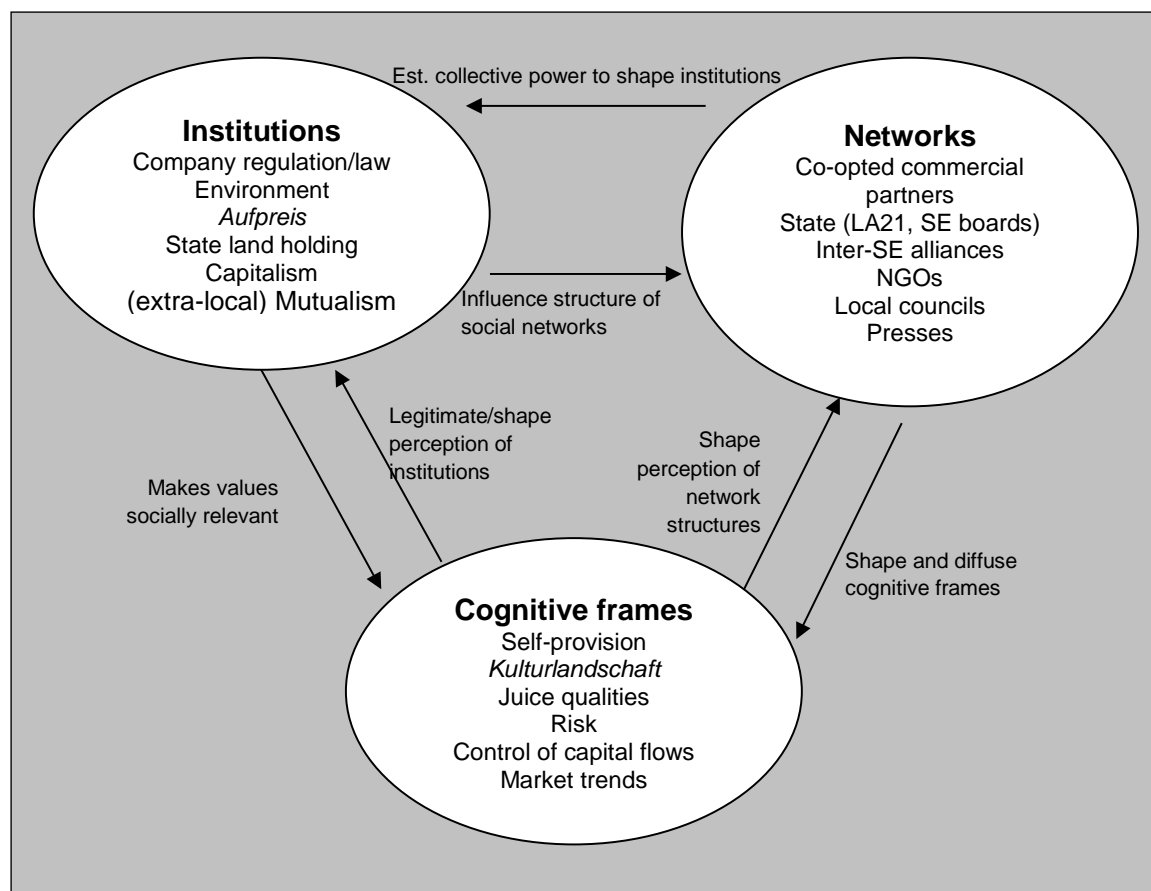 Est. collective power to shape institutions
Institutions
Company regulation/law
Environment
Aufpreis
State land holding
Capitalism
(extra-local) Mutualism
Networks
Co-opted commercial
partners
State (LA21, SE boards)
Inter-SE alliances
NGOs
Local councils
Presses
Influence structure of
social networks
Legitimate/shape
perception of
institutions
Shape
perception of
network
structures
Makes values
socially relevant
Shape and diffuse
cognitive frames
Cognitive frames
Self-provision
Kulturlandschaft
Juice qualities
Risk
Control of capital flows
Market trends